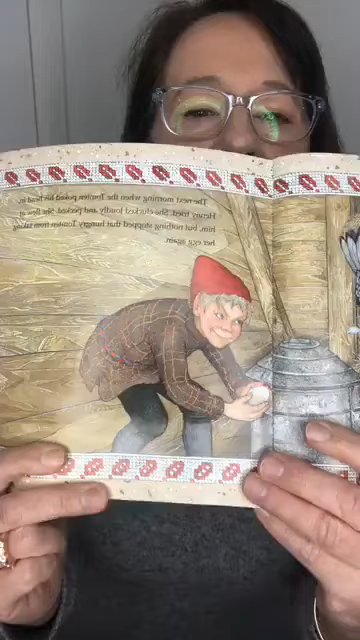 The next morning when the Tomten poked his head in,
Henny tried. She clucked loudly and pecked. She flew at
him, but nothing stopped that hungry Tomten from taking
her egg again.